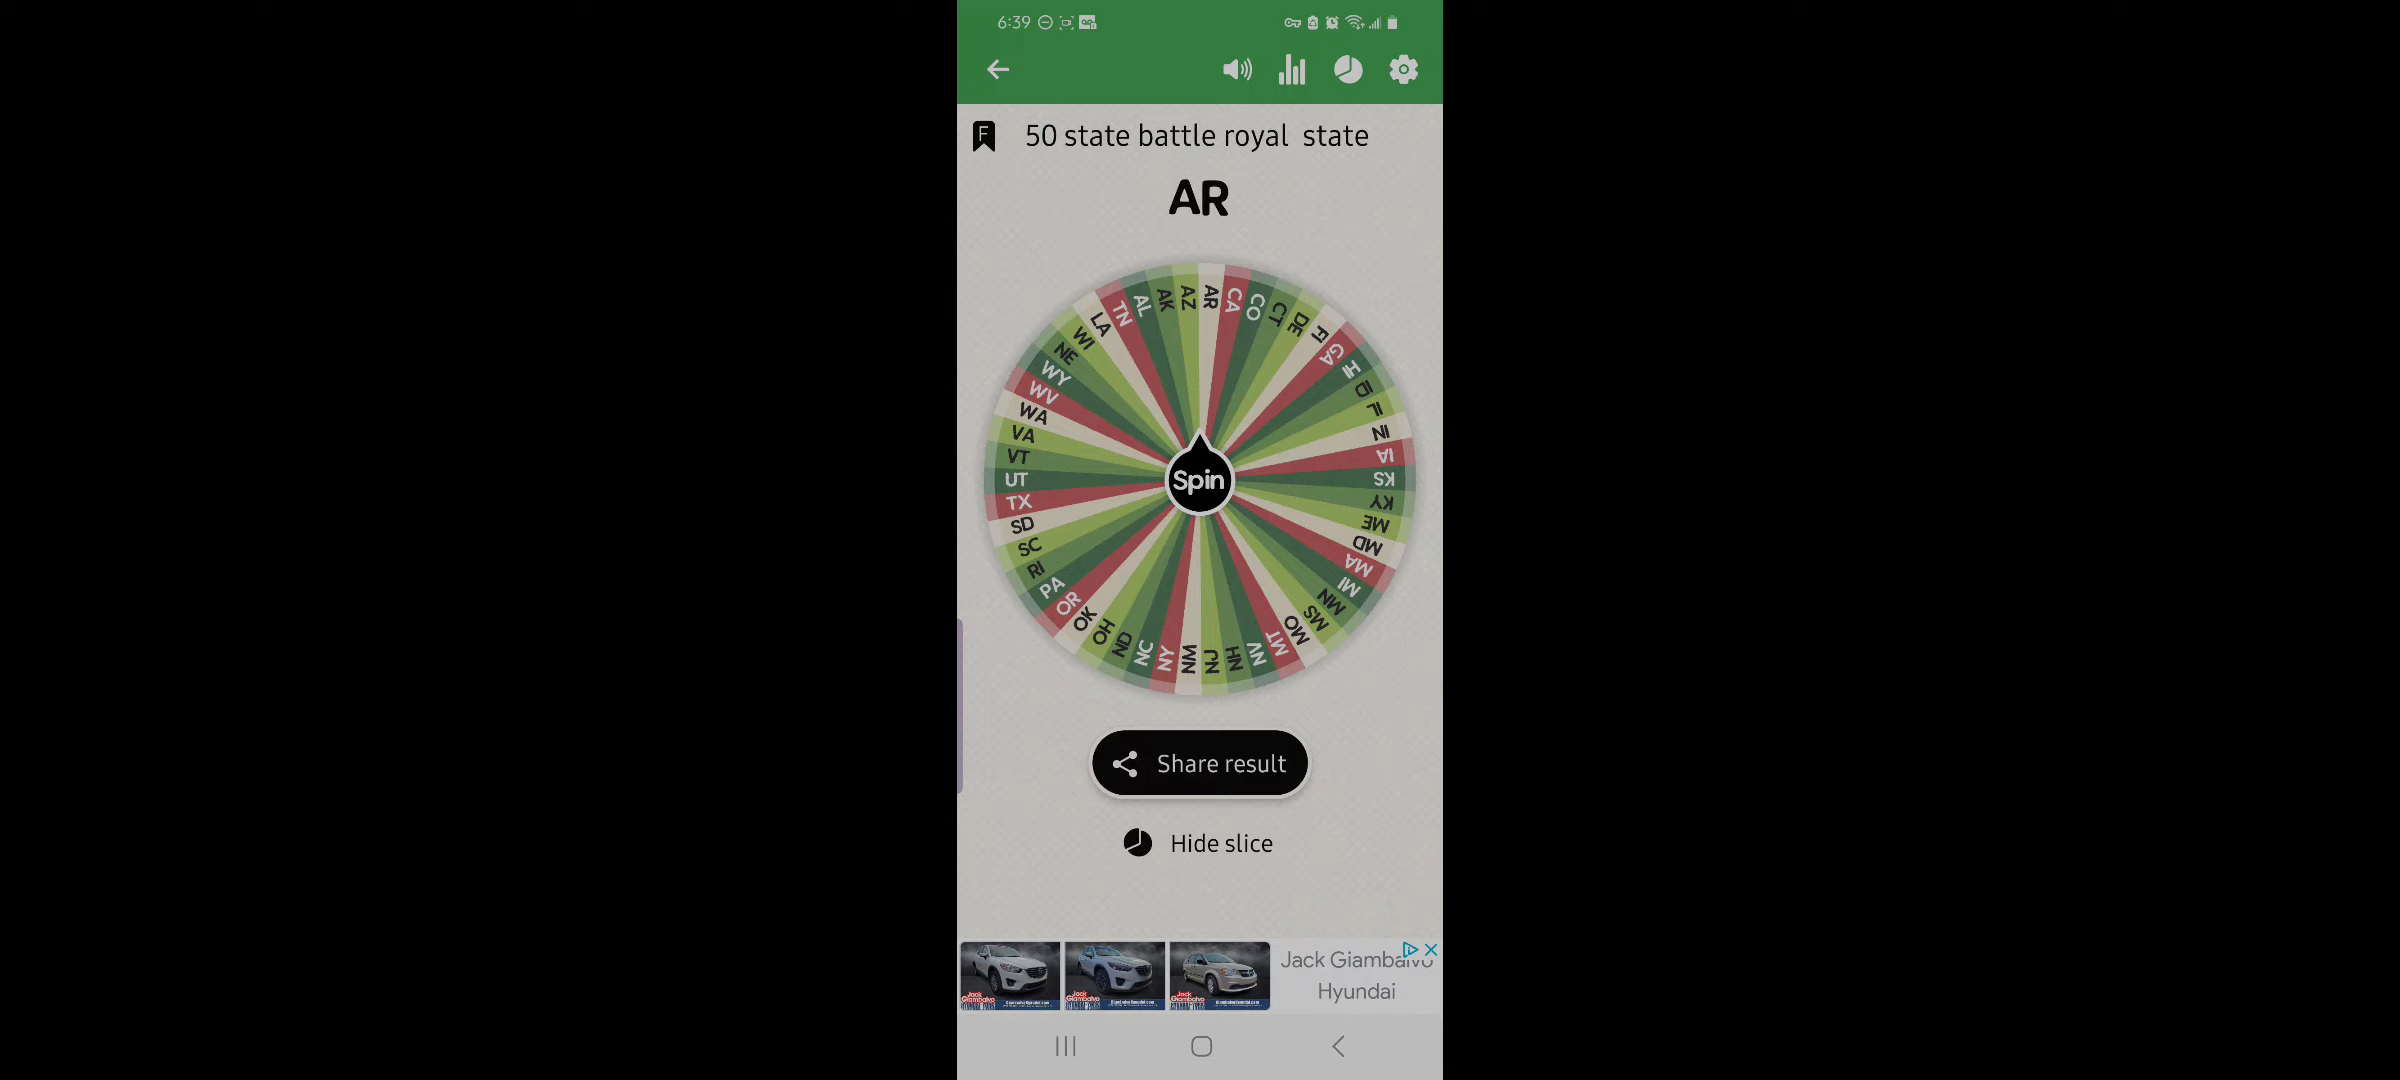 6:39
50 state battle royal  state
AR
AR
CA
CO
CT
DE
Fl
GA
HI
ID
IL
IN
IA
KS
KY
ME
MD
MA
MI
MN
MS
MO
MT
NV
NH
NJ
NM
NY
NC
ND
OH
OK
OR
PA
RI
SC
SD
TX
UT
VT
VA
WA
WV
WY
NE
WI
LA
TN
AL
AK
AZ
Spin
Share result
Hide slice
Jack Giambalvo
Hyundai